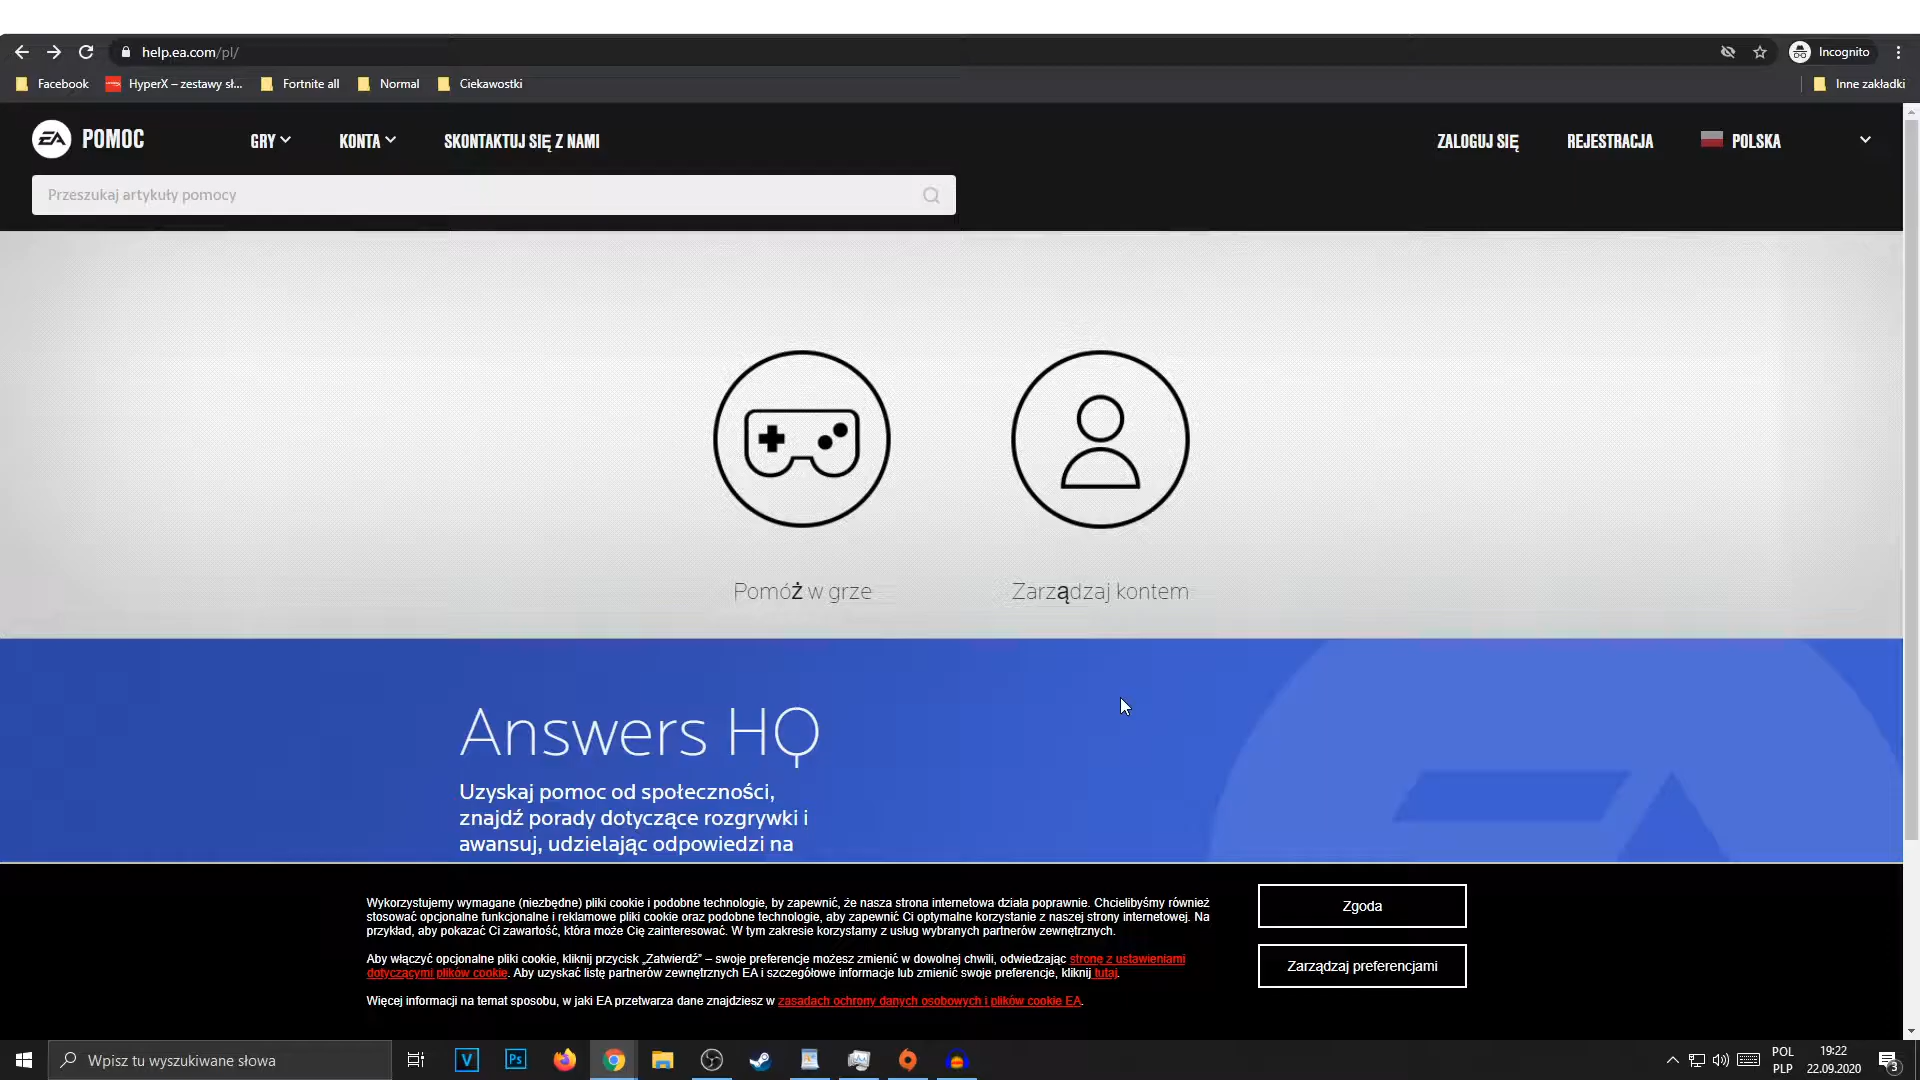 help.ea.com/pl/
Incognito
Facebook
HyperX – zestawy sł...
Fortnite all
Normal
Ciekawostki
Inne zakładki
EA POMOC
GRY
KONTA
SKONTAKTUJ SIĘ Z NAMI
ZALOGUJ SIĘ
REJESTRACJA
POLSKA
Przeszukaj artykuły pomocy
Pomóż w grze
Zarządzaj kontem
Answers HQ
Uzyskaj pomoc od społeczności,
znajdź porady dotyczące rozgrywki i
awansuj, udzielając odpowiedzi na
Wykorzystujemy wymagane (niezbędne) pliki cookie i podobne technologie, by zapewnić, że nasza strona internetowa działa poprawnie. Chcielibyśmy również
stosować opcjonalne funkcjonalne i reklamowe pliki cookie oraz podobne technologie, aby zapewnić Ci optymalne korzystanie z naszej strony internetowej. Na
przykład, aby pokazać Ci zawartość, która może Cię zainteresować. W tym zakresie korzystamy z usług wybranych partnerów zewnętrznych.
Aby włączyć opcjonalne pliki cookie, kliknij przycisk „Zatwierdź” – swoje preferencje możesz zmienić w dowolnej chwili, odwiedzając stronę z ustawieniami
dotyczącymi plików cookie. Aby uzyskać listę partnerów zewnętrznych EA i szczegółowe informacje lub zmienić swoje preferencje, kliknij tutaj.
Więcej informacji na temat sposobu, w jaki EA przetwarza dane znajdziesz w zasadach ochrony danych osobowych i plików cookie EA.
Zgoda
Zarządzaj preferencjami
Wpisz tu wyszukiwane słowa
V
Ps
POL
PLP
19:22
22.09.2020
3